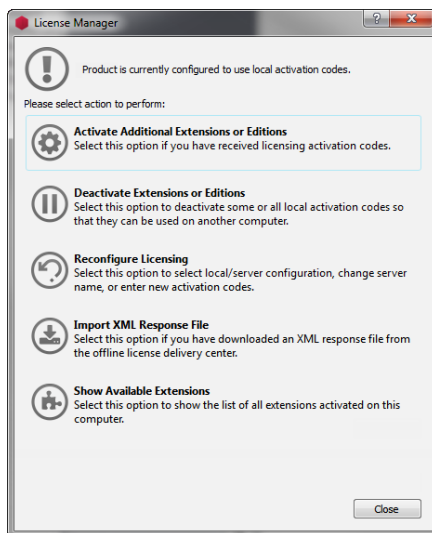 License Manager
Product is currently configured to use local activation codes.
Please select action to perform:
Activate Additional Extensions or Editions
Select this option if you have received licensing activation codes.
Deactivate Extensions or Editions
Select this option to deactivate some or all local activation codes so
that they can be used on another computer.
Reconfigure Licensing
Select this option to select local/server configuration, change server
name, or enter new activation codes.
Import XML Response File
Select this option if you have downloaded an XML response file from
the offline license delivery center.
Show Available Extensions
Select this option to show the list of all extensions activated on this
computer.
Close